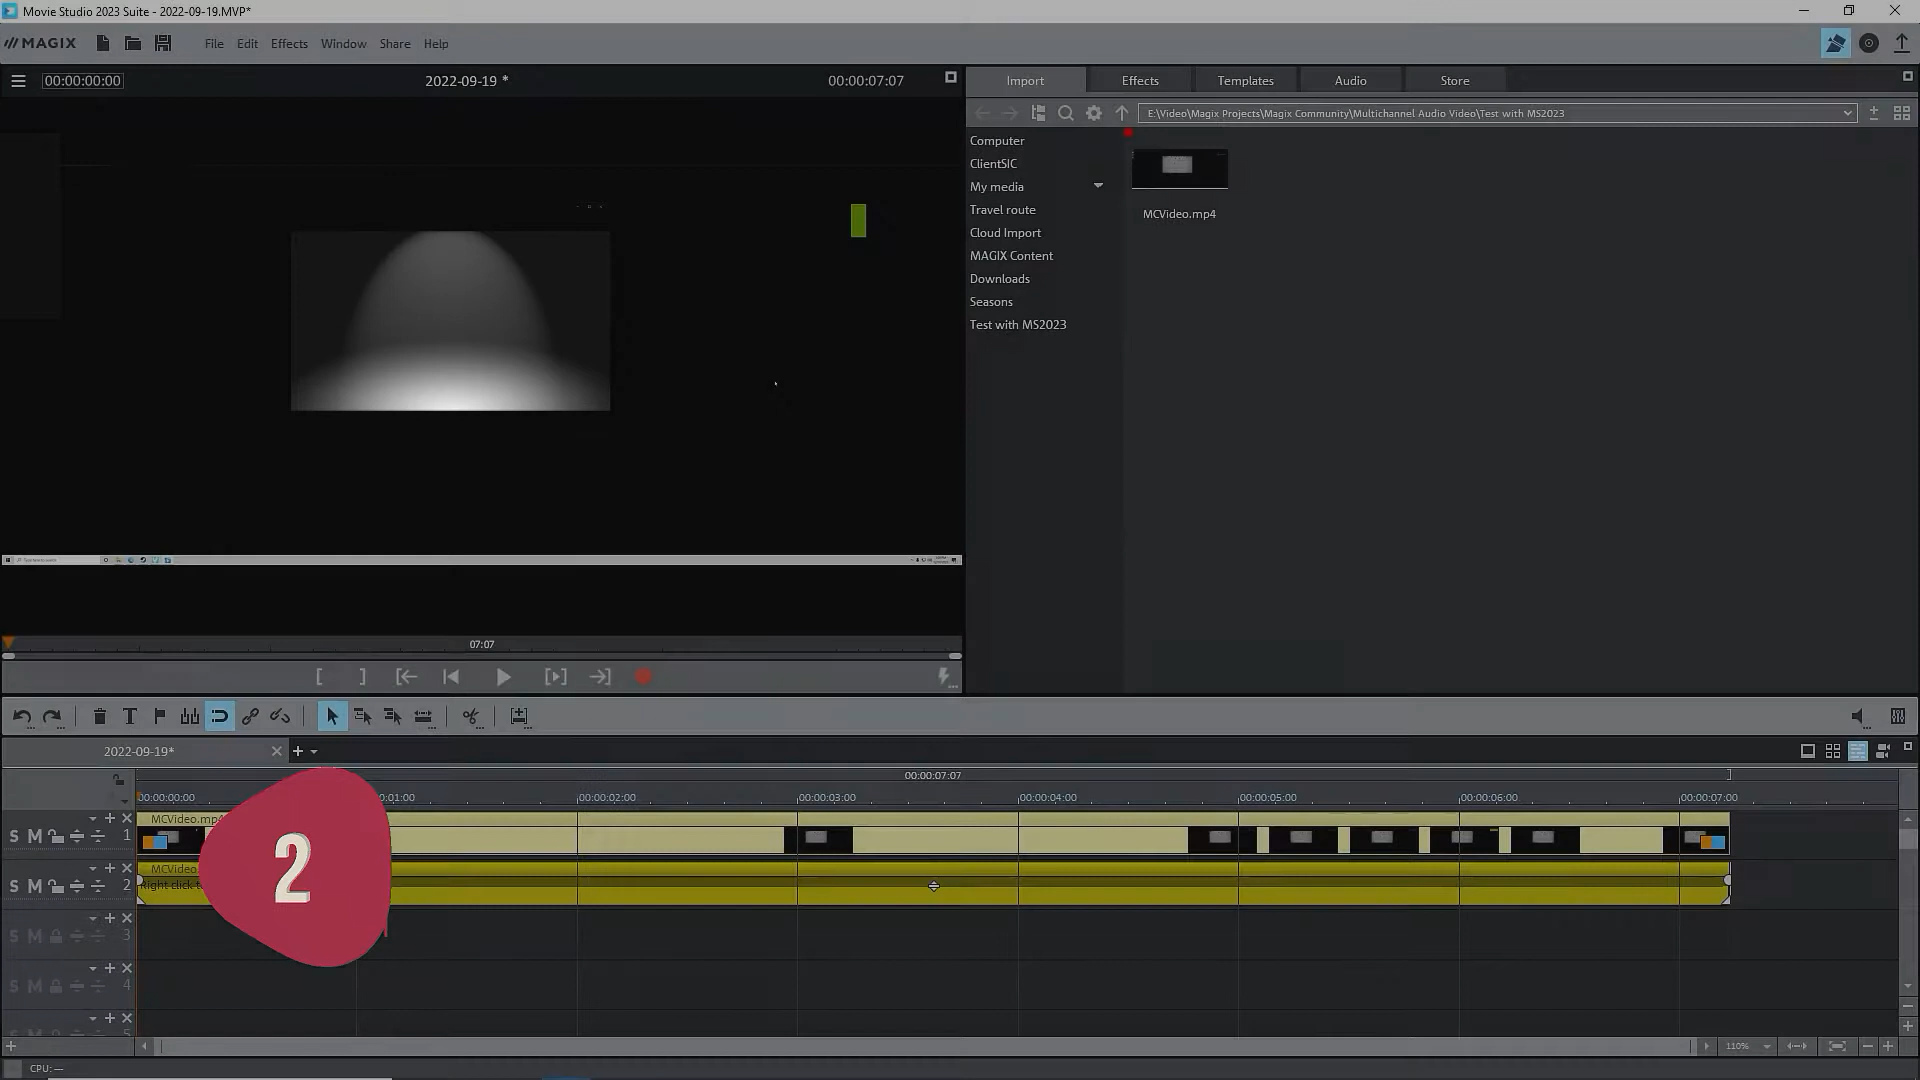 Movie Studio 2023 Suite - 2022-09-19.MVP*
MAGIX File Edit Effects Window Share Help
00:00:00:00 2022-09-19 * 00:00:07:07
Import Effects Templates Audio Store
E:\Video\Magix Projects\Magix Community\Multichannel Audio Video\Test with MS2023
Computer
ClientSIC
My media
Travel route
Cloud Import
MAGIX Content
Downloads
Seasons
Test with MS2023
MCVideo.mp4
07:07
2022-09-19*
00:00:07:07
00:00:00:00 :01:00 00:00:02:00 00:00:03:00 00:00:04:00 00:00:05:00 00:00:06:00 00:00:07:00
MCVideo.mp4
S M 1
MCVideo
S M 2
Right click
2
S M 3
S M 4
5
110%
CPU: —